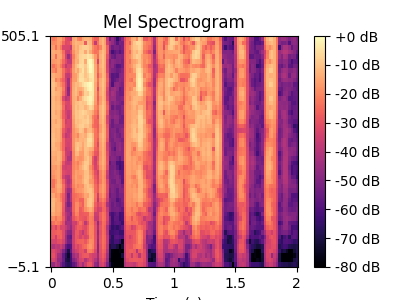 Mel Spectrogram
505.1
−5.1
0
0.5
1
1.5
2
+0 dB
-10 dB
-20 dB
-30 dB
-40 dB
-50 dB
-60 dB
-70 dB
-80 dB